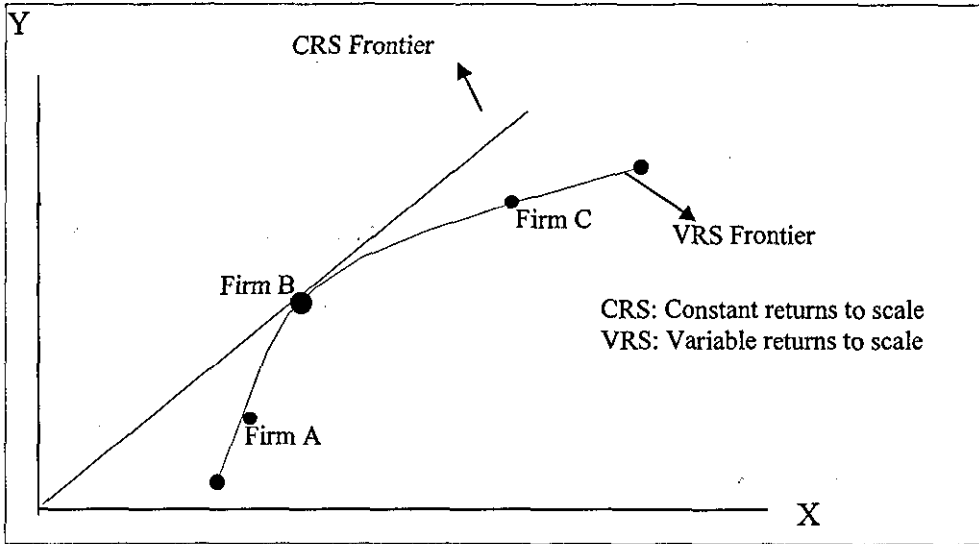 Y
CRS Frontier
Firm C
VRS Frontier
Firm B
CRS: Constant returns to scale
VRS: Variable returns to scale
Firm A
X